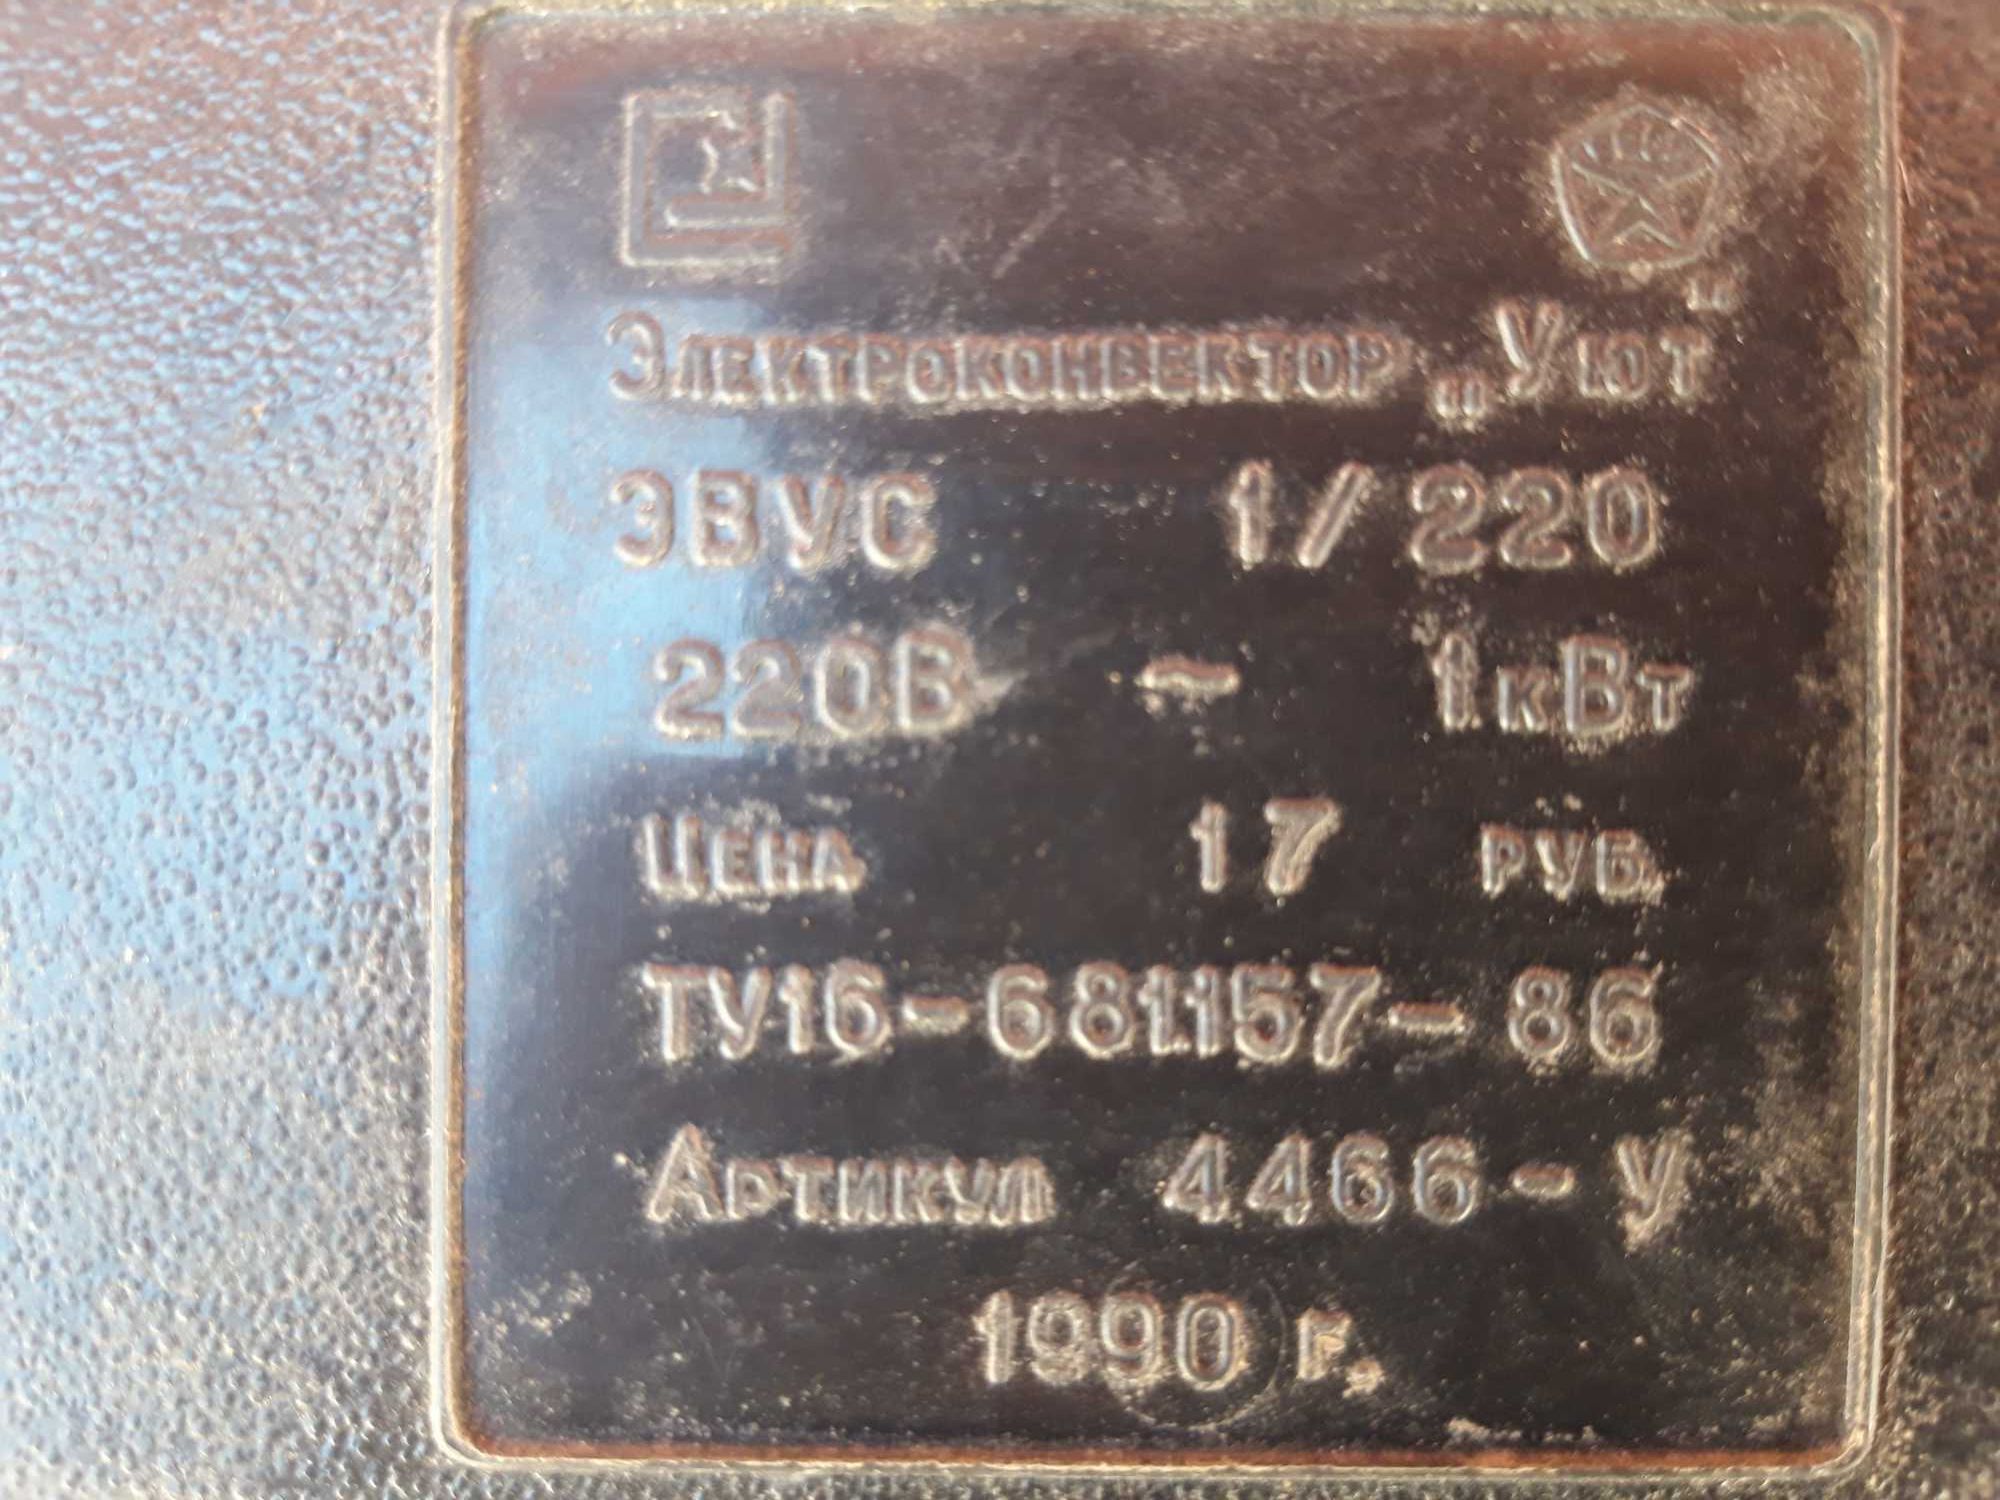 Электроконвектор „Уют"
ЭВУС 1/220
220В ~ 1кВт
Цена 17 руб.
ТУ16-681.157-86
Артикул 4466-У
1990 г.